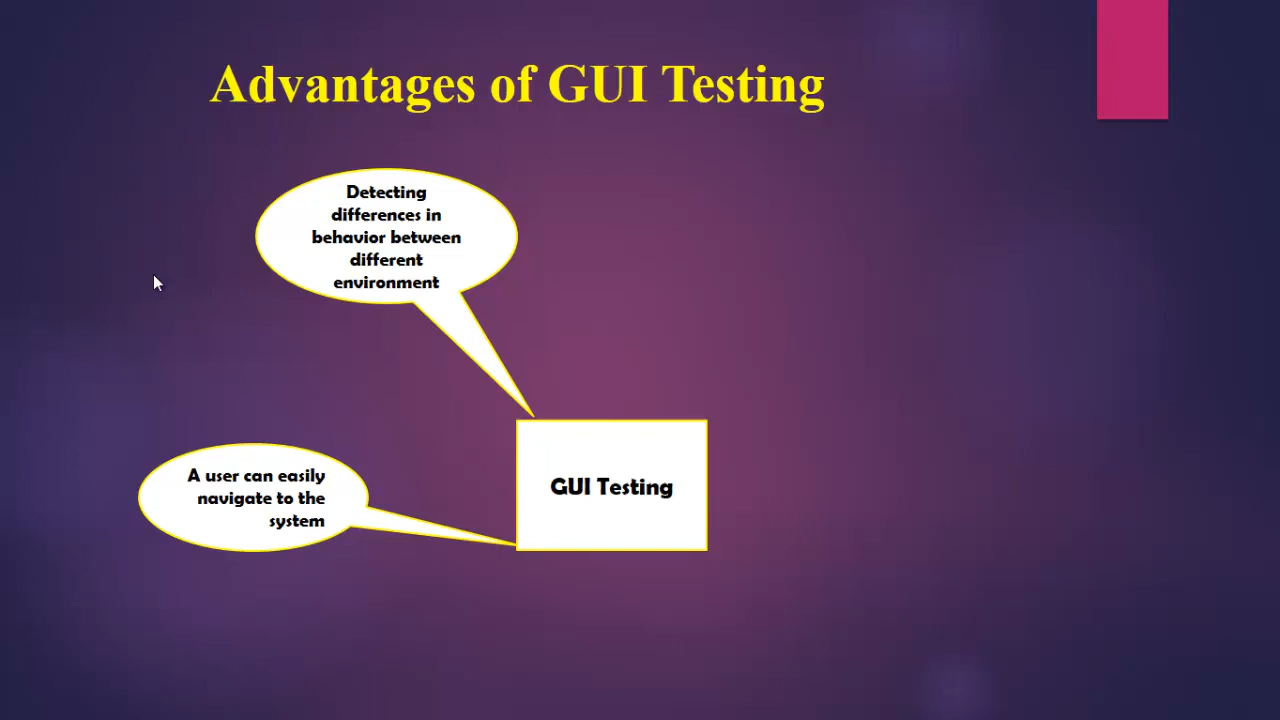 Advantages of GUI Testing
Detecting
differences in
behavior between
different
environment
A user can easily
navigate to the
system
GUI Testing